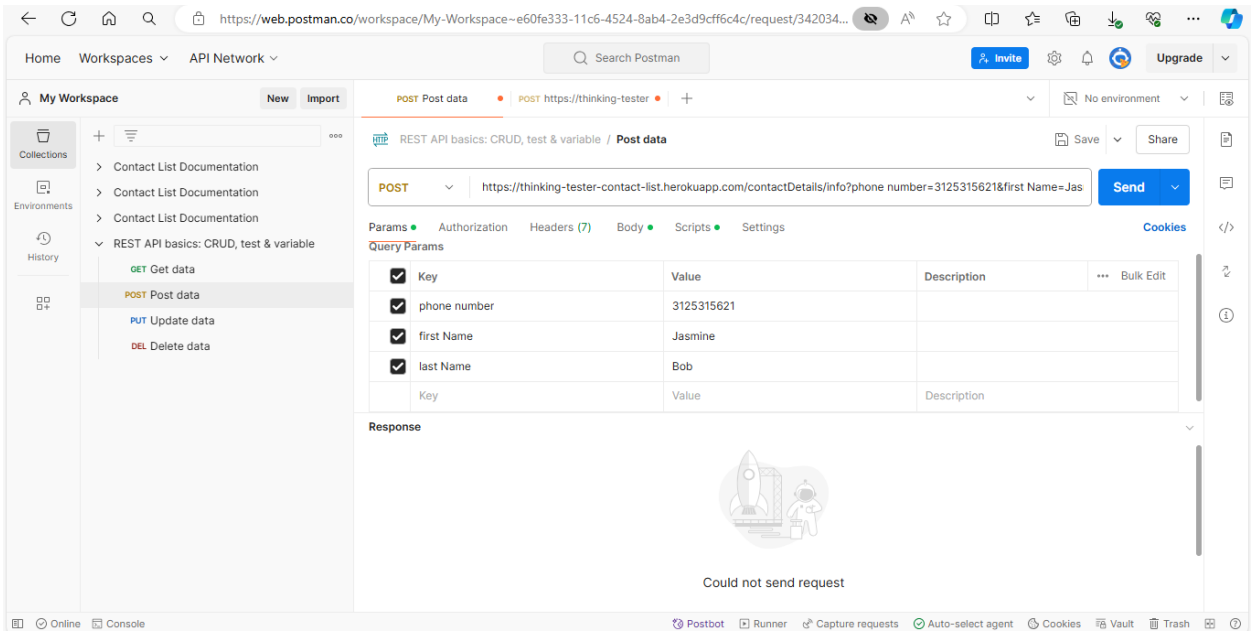 https://web.postman.co/workspace/My-Workspace~e60fe333-11c6-4524-8ab4-2e3d9cff6c4c/request/342034...
Home Workspaces API Network Search Postman Invite Upgrade
My Workspace New Import POST Post data POST https://thinking-tester No environment
Collections
Environments
History
Contact List Documentation
Contact List Documentation
Contact List Documentation
REST API basics: CRUD, test & variable
GET Get data
POST Post data
PUT Update data
DEL Delete data
HTTP REST API basics: CRUD, test & variable / Post data Save Share
POST https://thinking-tester-contact-list.herokuapp.com/contactDetails/info?phone number=3125315621&first Name=Jas Send
Params Authorization Headers (7) Body Scripts Settings Cookies
Query Params
Key Value Description Bulk Edit
phone number 3125315621
first Name Jasmine
last Name Bob
Key Value Description
Response
Could not send request
Online Console Postbot Runner Capture requests Auto-select agent Cookies Vault Trash